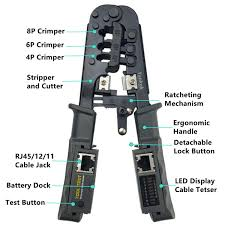 8P Crimper
6P Crimper
4P Crimper
Stripper
and Cutter
Ratcheting
Mechanism
Ergonomic
Handle
Detachable
Lock Button
RJ45/12/11
Cable Jack
Battery Dock
Test Button
LED Display
Cable Tetser